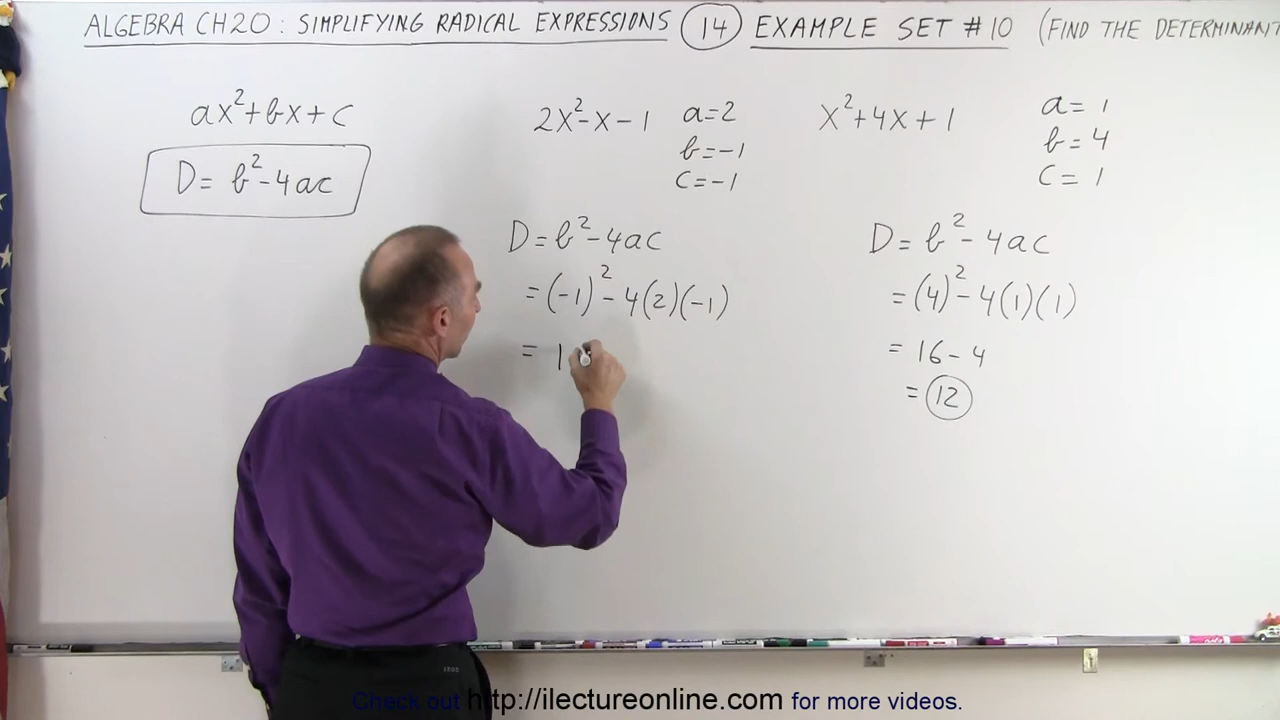 ALGEBRA CH20: SIMPLIFYING RADICAL EXPRESSIONS (14) EXAMPLE SET #10 (FIND THE DETERMINANT
ax²+bx+c
D= b²-4ac
2x²-x-1
a=2
b=-1
c=-1
D=b²-4ac
=(-1)²-4(2)(-1)
= 1
x²+4x+1
a= 1
b= 4
c= 1
D= b²-4ac
=(4)²-4(1)(1)
= 16-4
= 12
Check out http://ilectureonline.com for more videos.